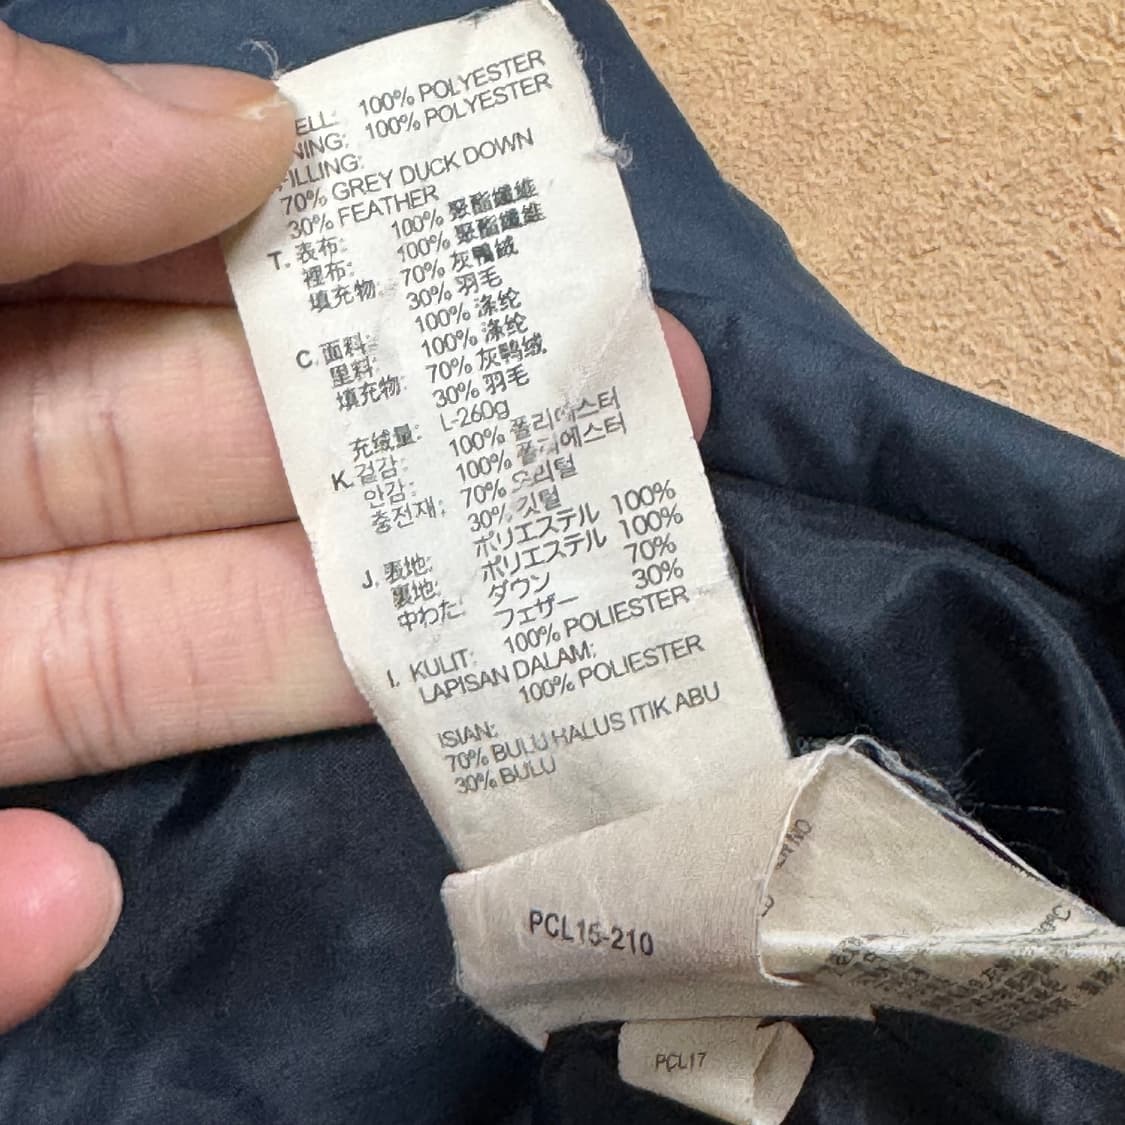 ELL: 100% POLYESTER
NING: 100% POLYESTER
FILLING:
70% GREY DUCK DOWN
30% FEATHER
T. 表布: 100% 聚酯纖維
裡布: 100% 聚酯纖維
填充物: 70% 灰鴨絨
30% 羽毛
C. 面料: 100% 涤纶
里料: 100% 涤纶
填充物: 70% 灰鸭绒
30% 羽毛
充绒量: L-260g
K. 겉감: 100% 폴리에스터
안감: 100% 폴리에스터
충전재: 70% 오리털
30% 깃털
J. 表地: ポリエステル 100%
裏地: ポリエステル 100%
中わた: ダウン 70%
フェザー 30%
I. KULIT: 100% POLIESTER
LAPISAN DALAM:
100% POLIESTER
ISIAN:
70% BULU HALUS ITIK ABU
30% BULU
PCL15-210
PCL17